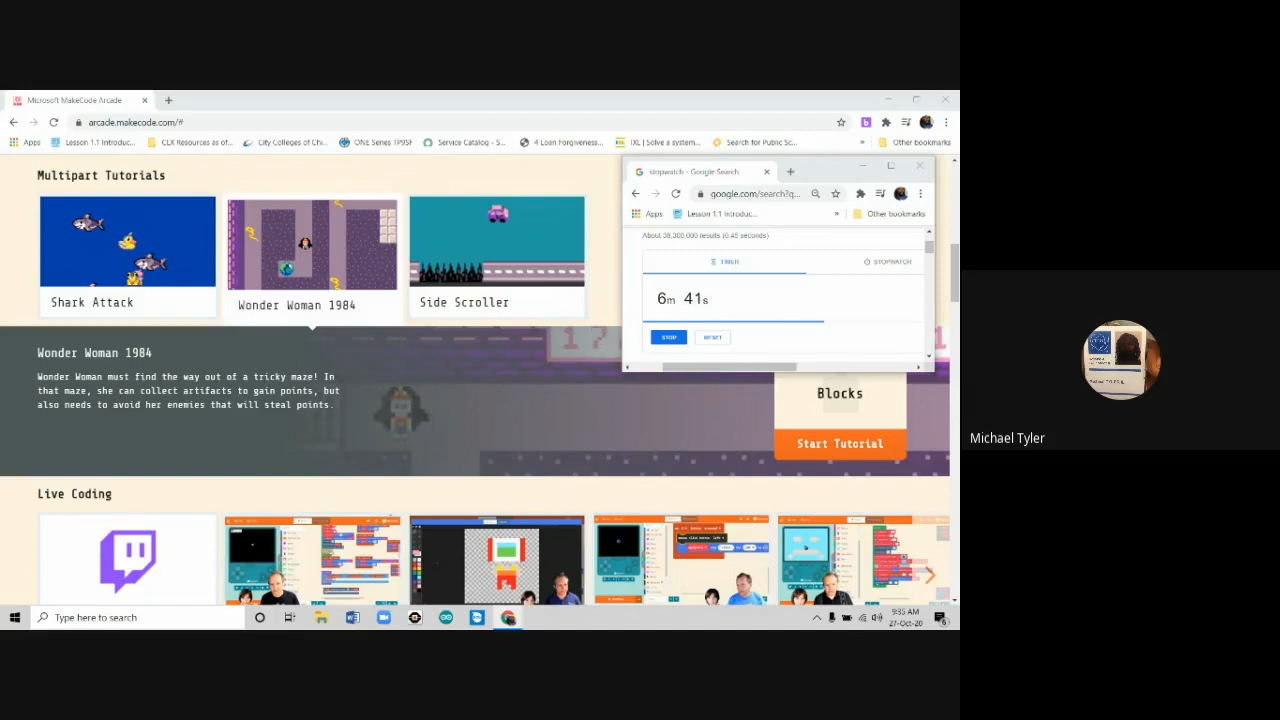 Microsoft MakeCode Arcade
arcade.makecode.com/#
Apps
Lesson 1.1 Introduc...
CLX Resources as of...
City Colleges of Chi...
ONE Series TP95F
Service Catalog - S...
4 Loan Forgiveness...
IXL | Solve a system...
Search for Public Sc...
»
Other bookmarks
Multipart Tutorials
Shark Attack
Wonder Woman 1984
Side Scroller
stopwatch - Google Search
google.com/search?q...
Apps
Lesson 1.1 Introduc...
»
Other bookmarks
About 38,300,000 results (0.45 seconds)
TIMER
STOPWATCH
6m 41s
STOP
RESET
Wonder Woman 1984
Wonder Woman must find the way out of a tricky maze! In
that maze, she can collect artifacts to gain points, but
also needs to avoid her enemies that will steal points.
Blocks
Start Tutorial
Live Coding
Type here to search
9:35 AM
27-Oct-20
Michael Tyler